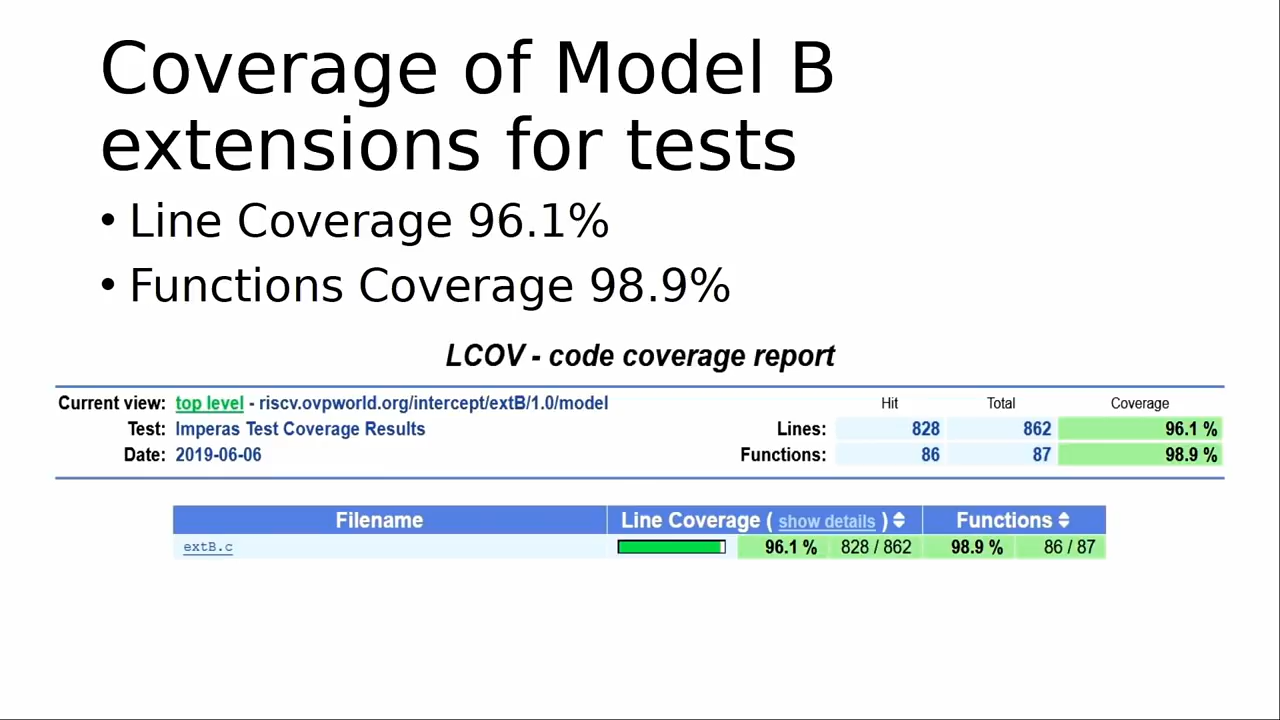 Coverage of Model B
extensions for tests
• Line Coverage 96.1%
• Functions Coverage 98.9%
LCOV - code coverage report
Current view: top level - riscv.ovpworld.org/intercept/extB/1.0/model Hit Total Coverage
Test: Imperas Test Coverage Results Lines: 828 862 96.1 %
Date: 2019-06-06 Functions: 86 87 98.9 %
Filename Line Coverage ( show details ) Functions
extB.c 96.1 % 828 / 862 98.9 % 86 / 87